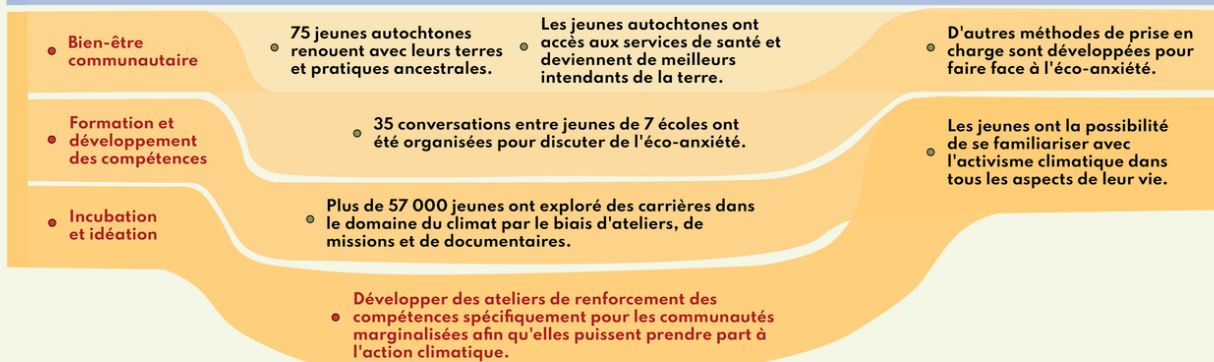 Bien-être
communautaire
75 jeunes autochtones
renouent avec leurs terres
et pratiques ancestrales.
Les jeunes autochtones ont
accès aux services de santé et
deviennent de meilleurs
intendants de la terre.
D'autres méthodes de prise en
charge sont développées pour
faire face à l'éco-anxiété.
Formation et
développement
des compétences
35 conversations entre jeunes de 7 écoles ont
été organisées pour discuter de l'éco-anxiété.
Les jeunes ont la possibilité
de se familiariser avec
l'activisme climatique dans
tous les aspects de leur vie.
Incubation
et idéation
Plus de 57 000 jeunes ont exploré des carrières dans
le domaine du climat par le biais d'ateliers, de
missions et de documentaires.
Développer des ateliers de renforcement des
compétences spécifiquement pour les communautés
marginalisées afin qu'elles puissent prendre part à
l'action climatique.